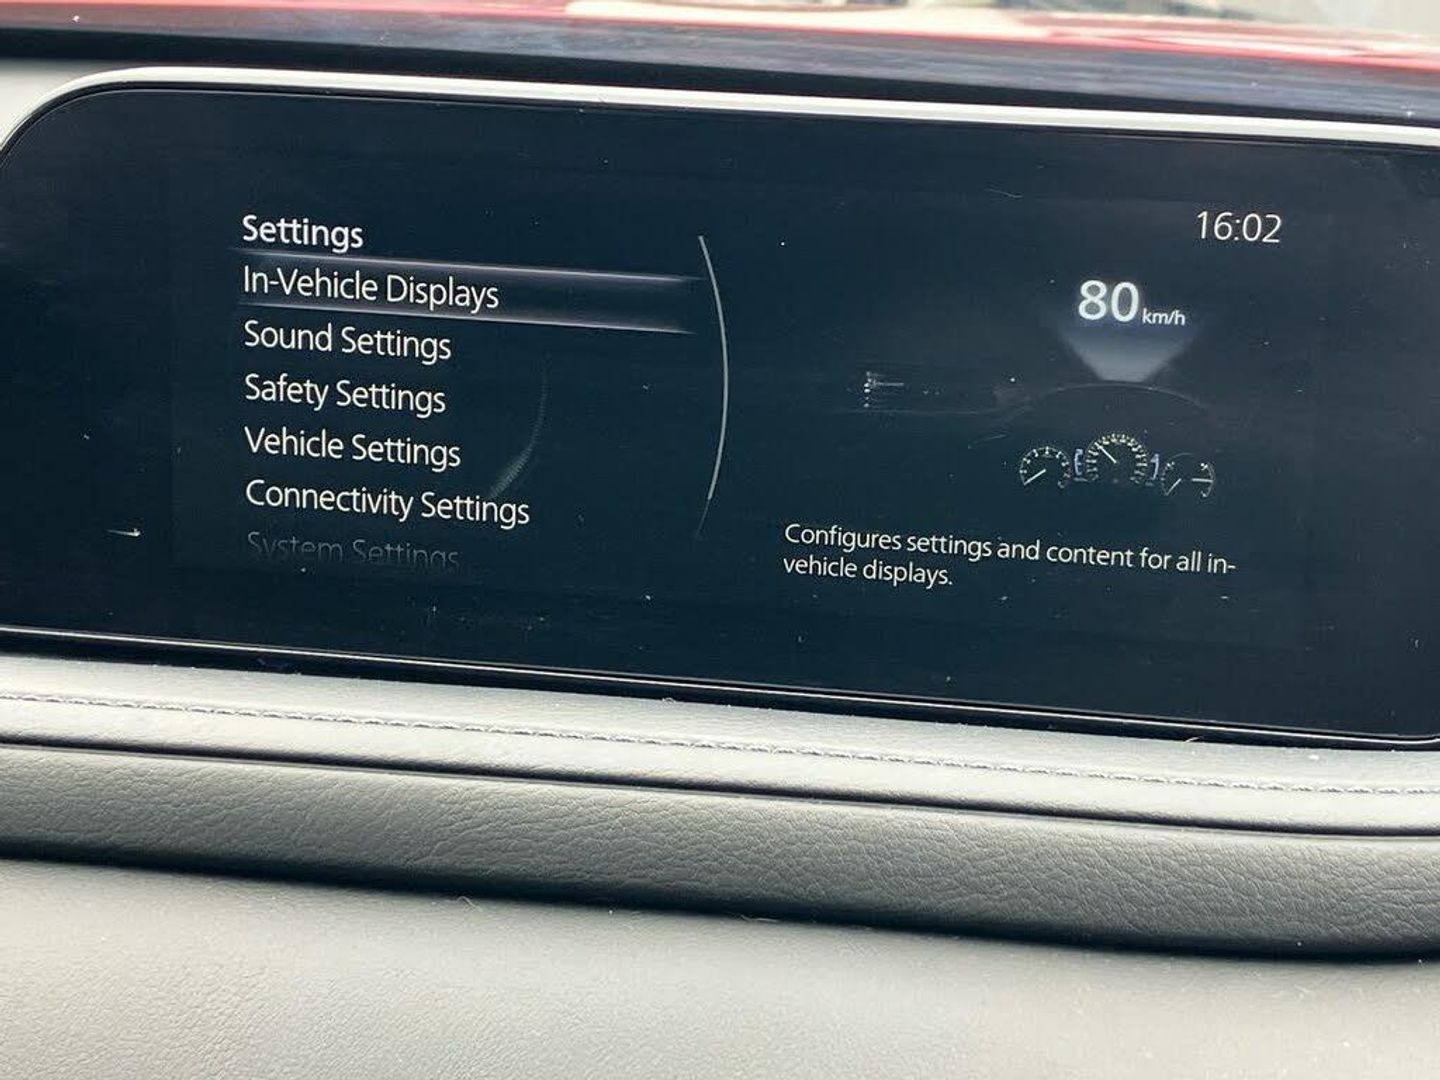 Settings
16:02
In-Vehicle Displays
80 km/h
Sound Settings
Safety Settings
Vehicle Settings
Connectivity Settings
System Settings
Configures settings and content for all in-
vehicle displays.